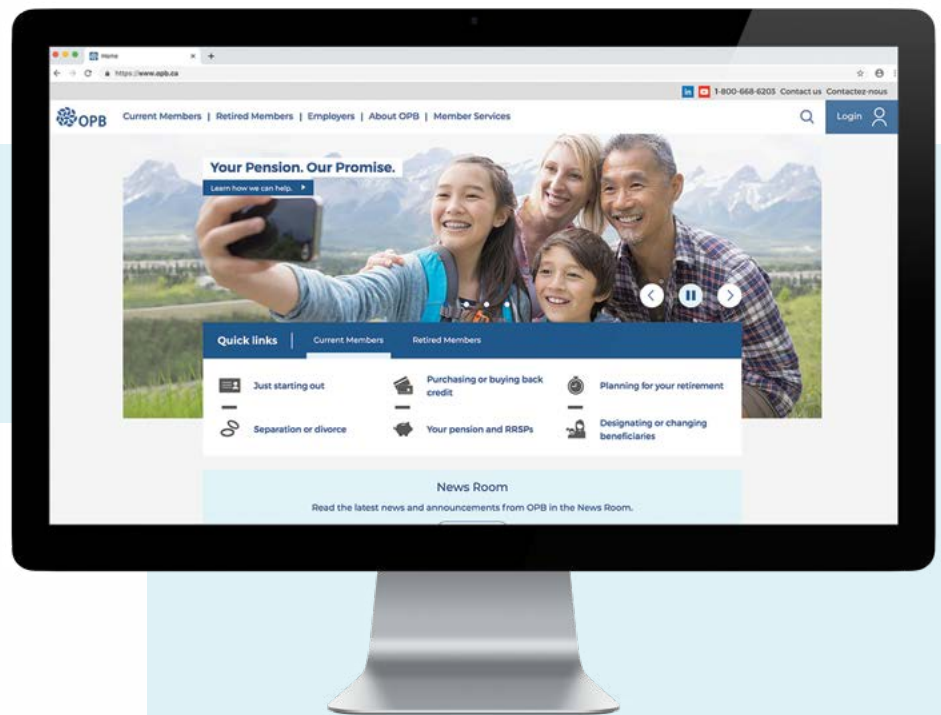 Home
https://www.opb.ca
in 1-800-668-6203 Contact us Contactez-nous
OPB Current Members | Retired Members | Employers | About OPB | Member Services Login
Your Pension. Our Promise.
Learn how we can help.
Quick links Current Members Retired Members
Just starting out
Purchasing or buying back
credit
Planning for your retirement
Separation or divorce
Your pension and RRSPs
Designating or changing
beneficiaries
News Room
Read the latest news and announcements from OPB in the News Room.